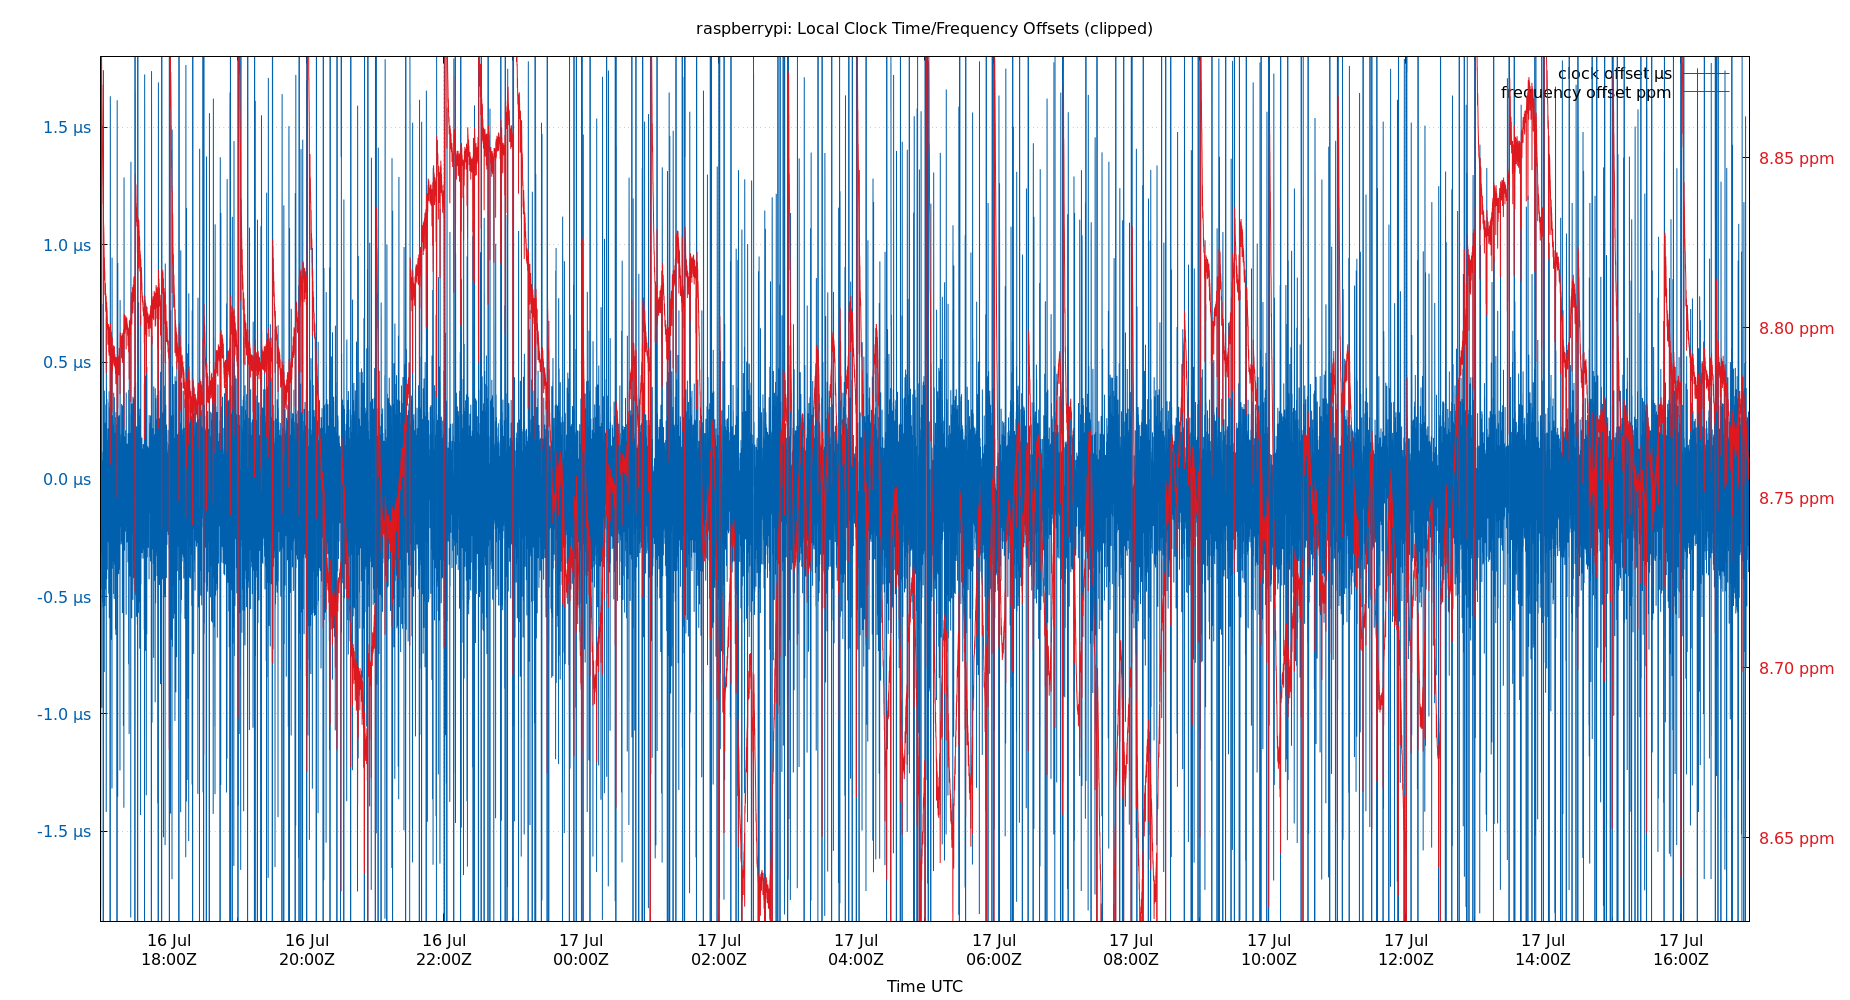 raspberrypi: Local Clock Time/Frequency Offsets (clipped)
clock offset µs
frequency offset ppm
1.5 µs
1.0 µs
0.5 µs
0.0 µs
-0.5 µs
-1.0 µs
-1.5 µs
8.85 ppm
8.80 ppm
8.75 ppm
8.70 ppm
8.65 ppm
16 Jul 16 Jul 16 Jul 17 Jul 17 Jul 17 Jul 17 Jul 17 Jul 17 Jul 17 Jul 17 Jul 17 Jul
18:00Z 20:00Z 22:00Z 00:00Z 02:00Z 04:00Z 06:00Z 08:00Z 10:00Z 12:00Z 14:00Z 16:00Z
Time UTC